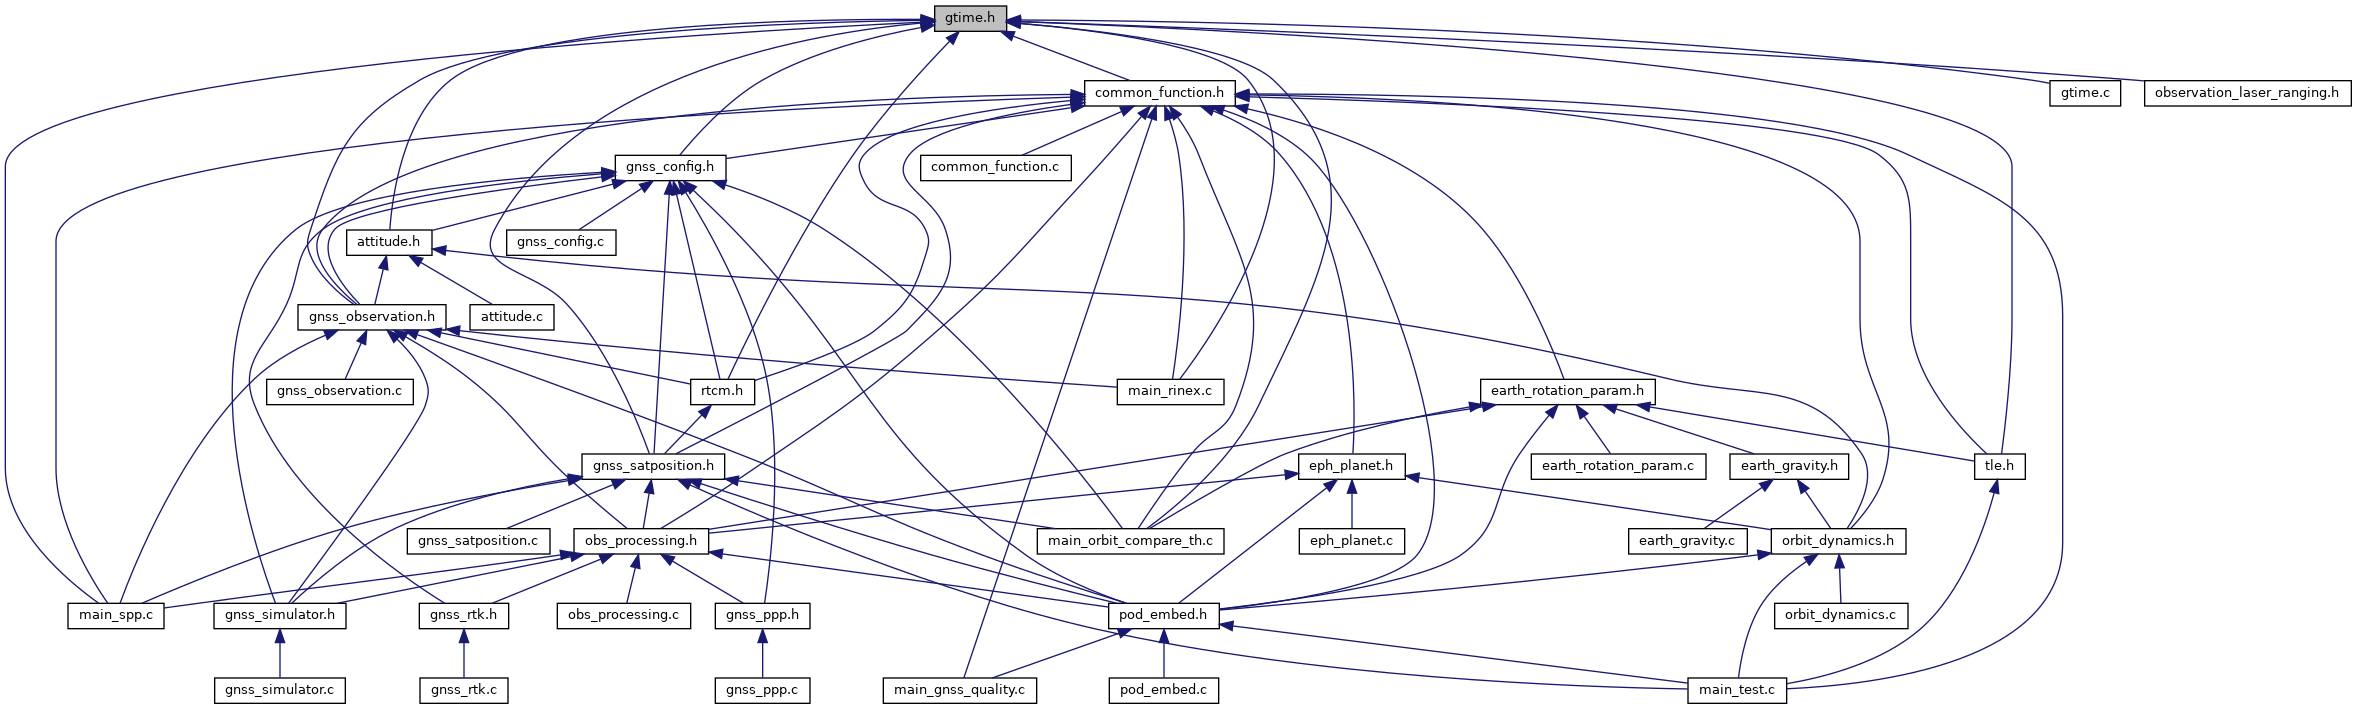 gtime.h
common_function.h
gtime.c
observation_laser_ranging.h
gnss_config.h
common_function.c
attitude.h
gnss_config.c
gnss_observation.h
attitude.c
gnss_observation.c
rtcm.h
main_rinex.c
earth_rotation_param.h
gnss_satposition.h
eph_planet.h
earth_rotation_param.c
earth_gravity.h
tle.h
gnss_satposition.c
obs_processing.h
main_orbit_compare_th.c
eph_planet.c
earth_gravity.c
orbit_dynamics.h
main_spp.c
gnss_simulator.h
gnss_rtk.h
obs_processing.c
gnss_ppp.h
pod_embed.h
orbit_dynamics.c
gnss_simulator.c
gnss_rtk.c
gnss_ppp.c
main_gnss_quality.c
pod_embed.c
main_test.c